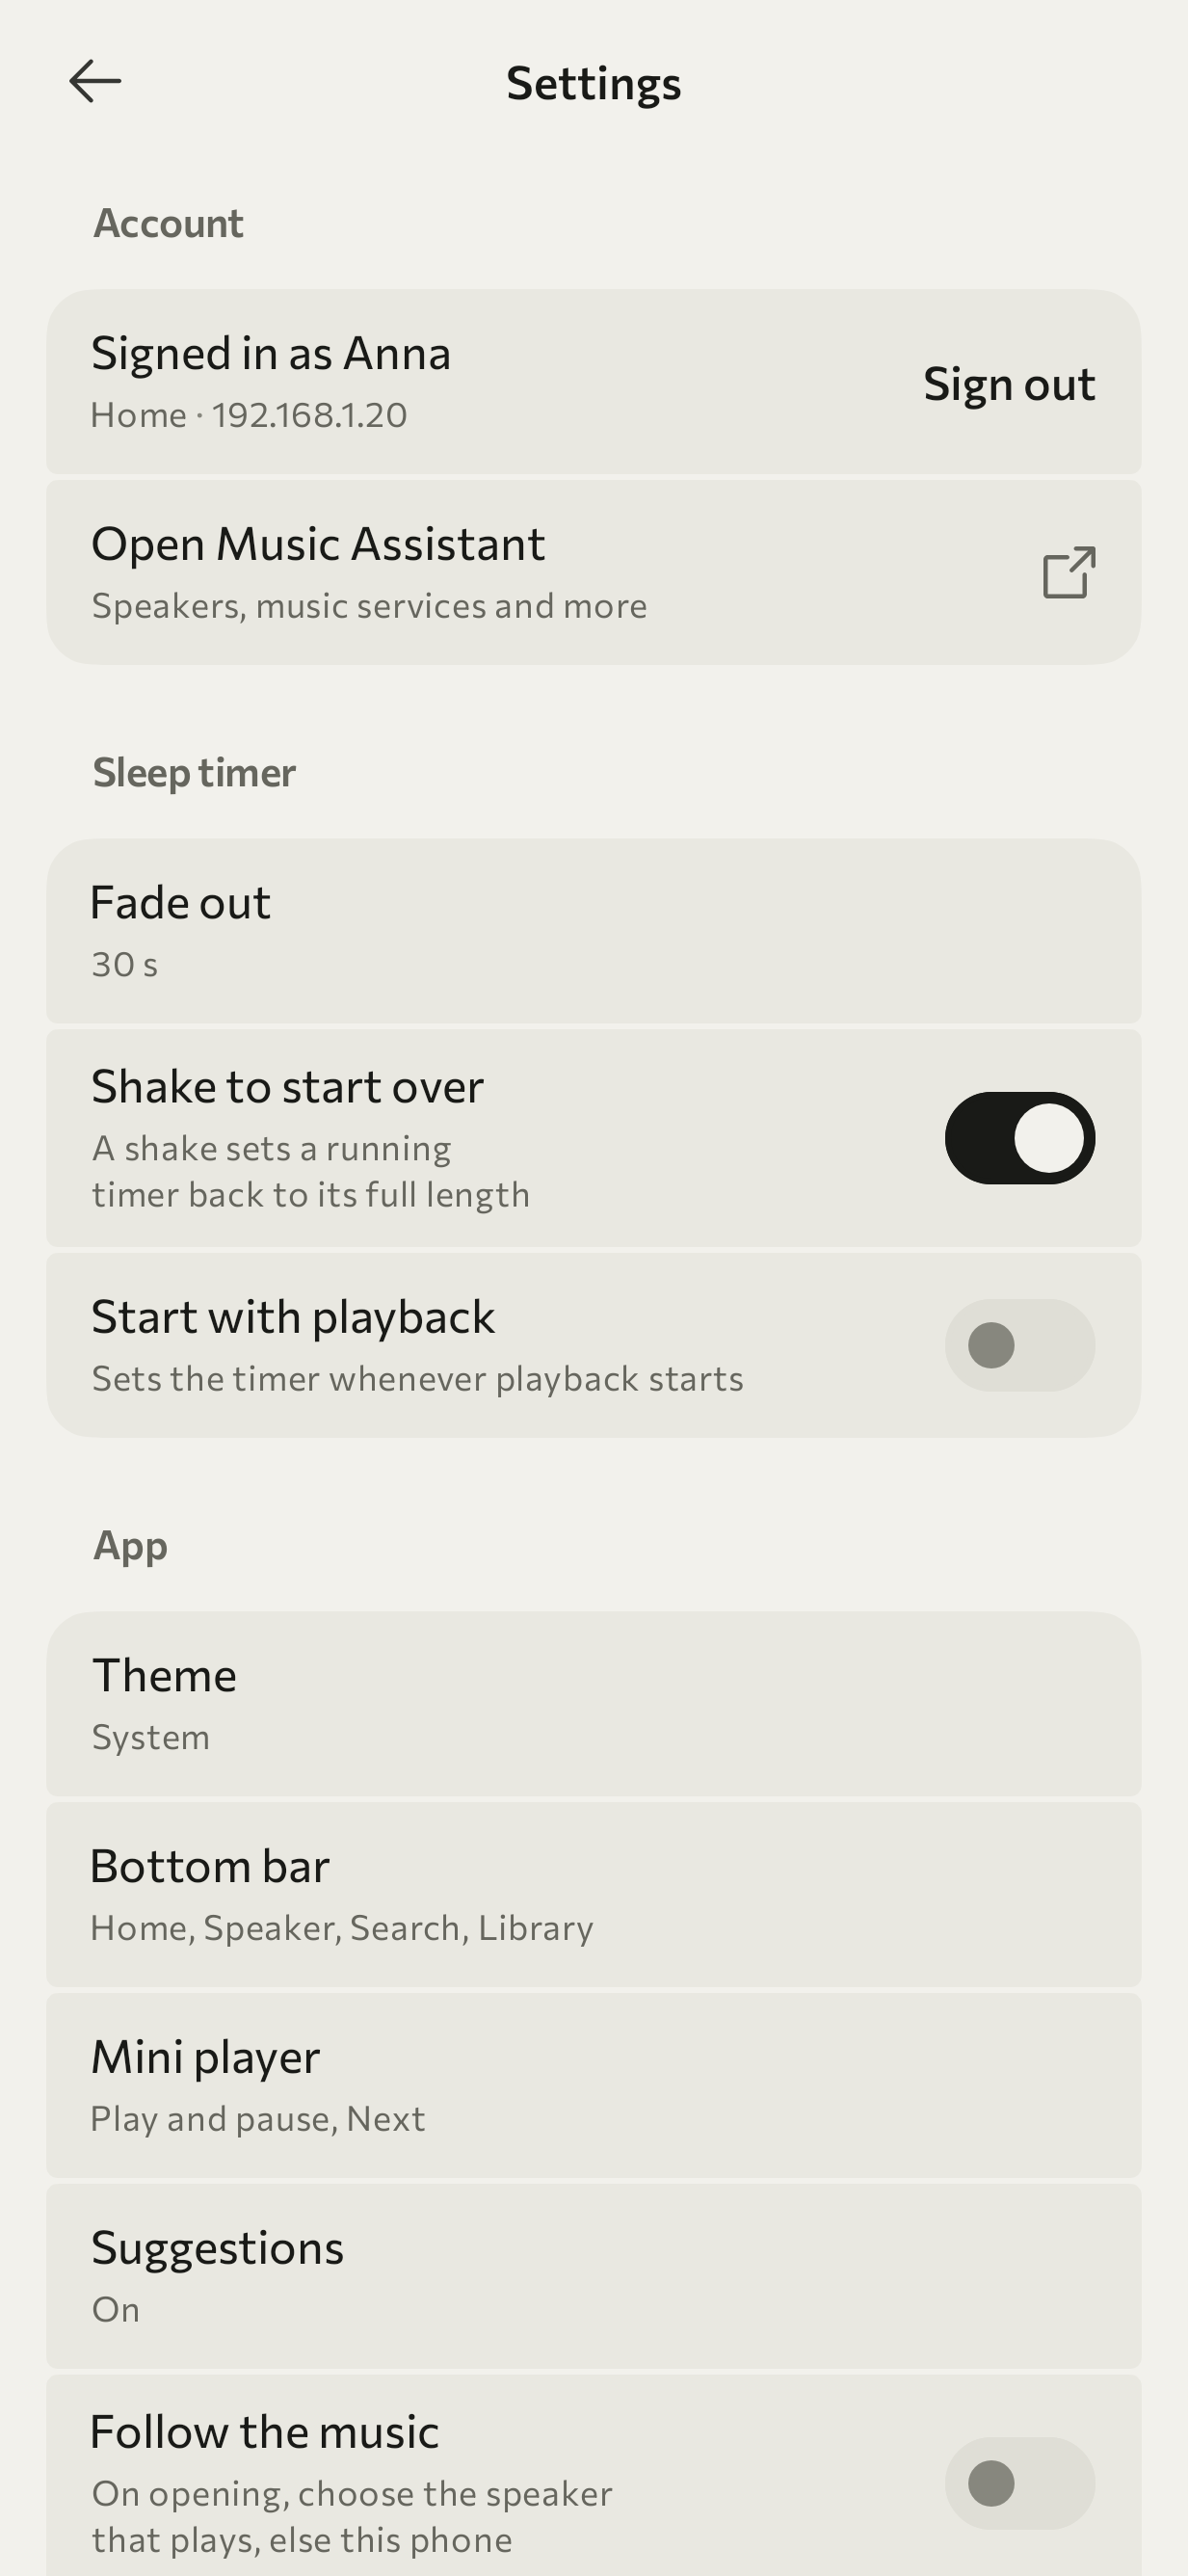 Settings
Account
Signed in as Anna
Home · 192.168.1.20
Sign out
Open Music Assistant
Speakers, music services and more
Sleep timer
Fade out
30 s
Shake to start over
A shake sets a running
timer back to its full length
Start with playback
Sets the timer whenever playback starts
App
Theme
System
Bottom bar
Home, Speaker, Search, Library
Mini player
Play and pause, Next
Suggestions
On
Follow the music
On opening, choose the speaker
that plays, else this phone